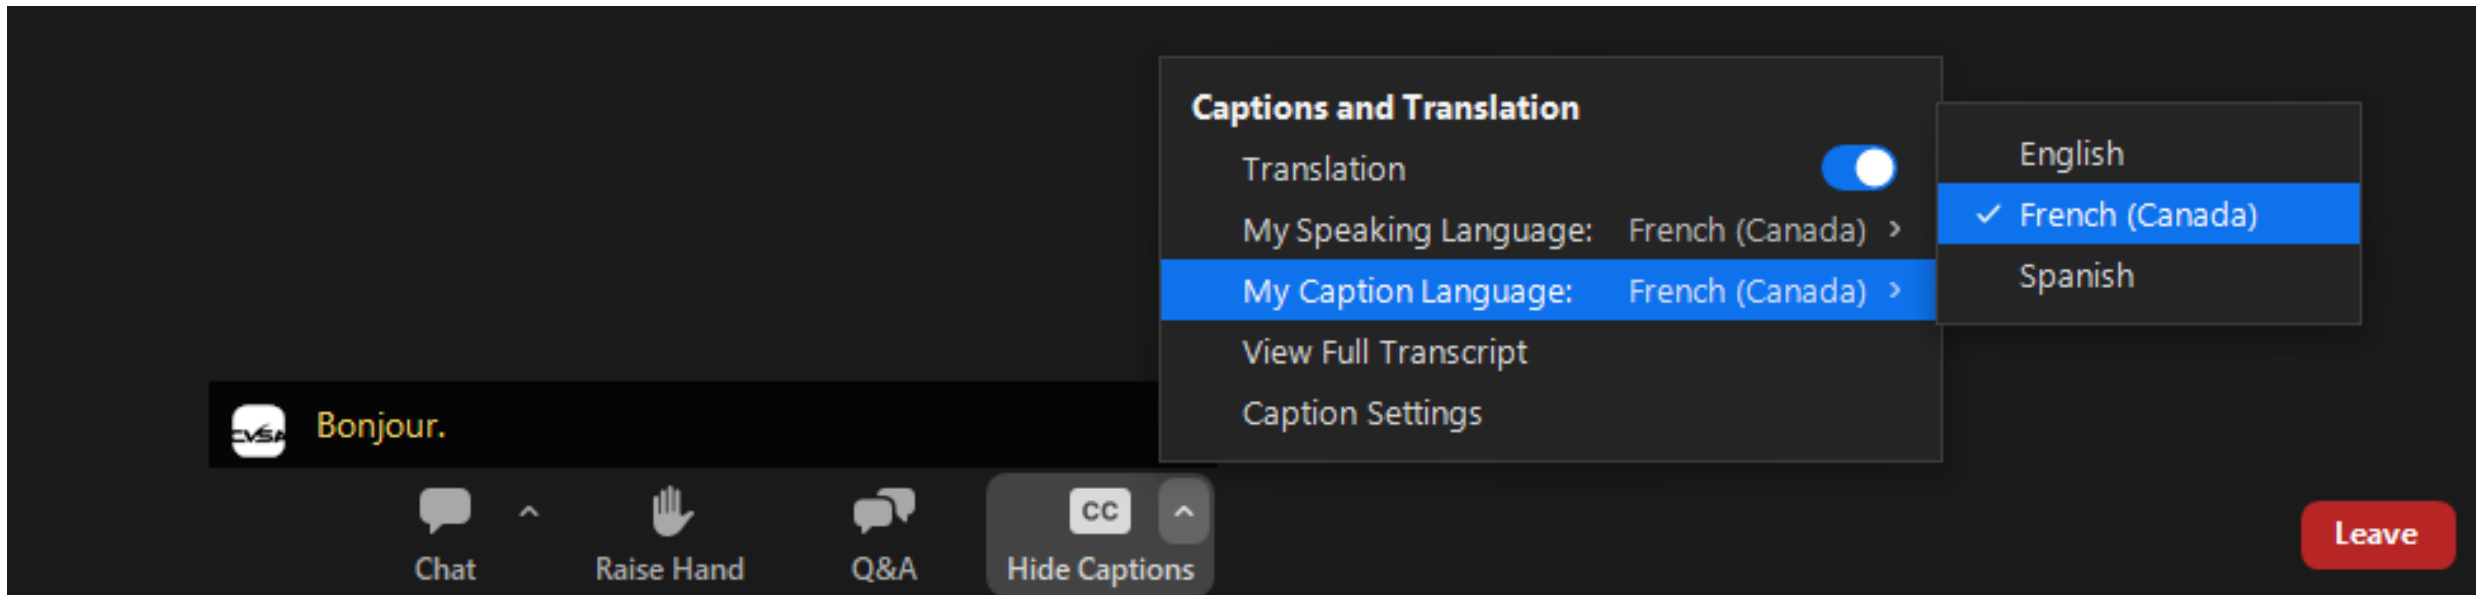 Captions and Translation
Translation
My Speaking Language: French (Canada)
My Caption Language: French (Canada)
View Full Transcript
Caption Settings
English
French (Canada)
Spanish
CVSA Bonjour.
CC
Chat
Raise Hand
Q&A
Hide Captions
Leave